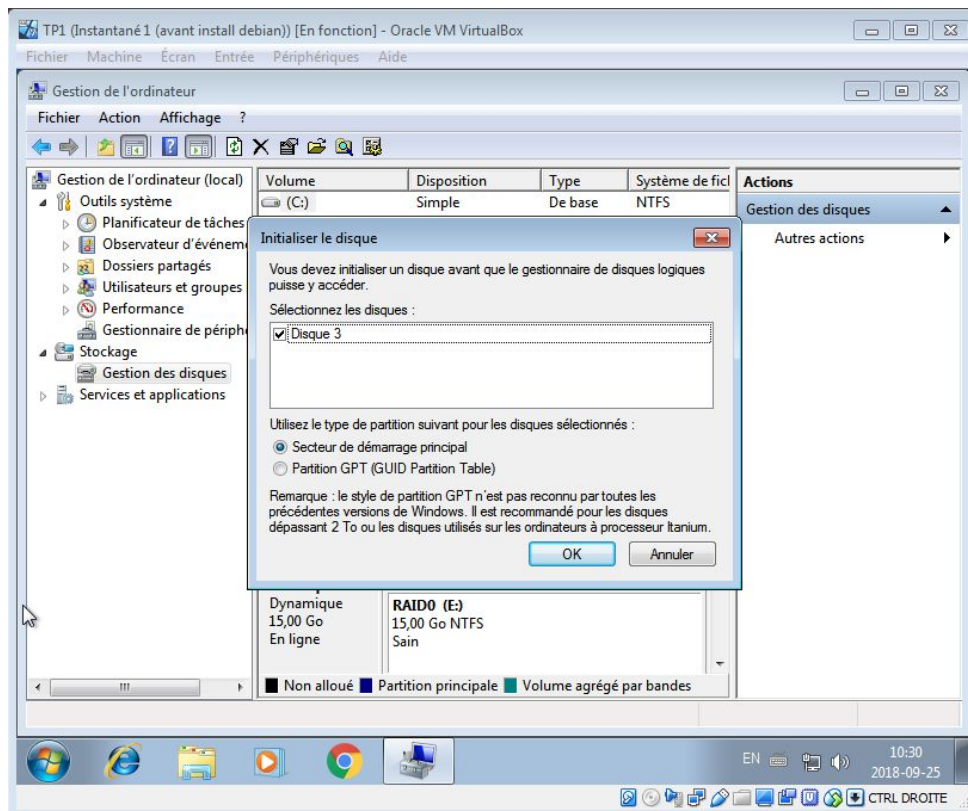 TP1 (Instantané 1 (avant install debian)) [En fonction] - Oracle VM VirtualBox
Fichier Machine Écran Entrée Périphériques Aide
Gestion de l'ordinateur
Fichier Action Affichage ?
Gestion de l'ordinateur (local)
Outils système
Planificateur de tâches
Observateur d'événem
Dossiers partagés
Utilisateurs et groupes
Performance
Gestionnaire de périph
Stockage
Gestion des disques
Services et applications
Volume Disposition Type Système de fic
(C:) Simple De base NTFS
Actions
Gestion des disques
Autres actions
Initialiser le disque
Vous devez initialiser un disque avant que le gestionnaire de disques logiques
puisse y accéder.
Sélectionnez les disques :
Disque 3
Utilisez le type de partition suivant pour les disques sélectionnés :
Secteur de démarrage principal
Partition GPT (GUID Partition Table)
Remarque : le style de partition GPT n'est pas reconnu par toutes les
précédentes versions de Windows. Il est recommandé pour les disques
dépassant 2 To ou les disques utilisés sur les ordinateurs à processeur Itanium.
OK Annuler
Dynamique
15,00 Go
En ligne
RAID0 (E:)
15,00 Go NTFS
Sain
Non alloué Partition principale Volume agrégé par bandes
EN
10:30
2018-09-25
CTRL DROITE